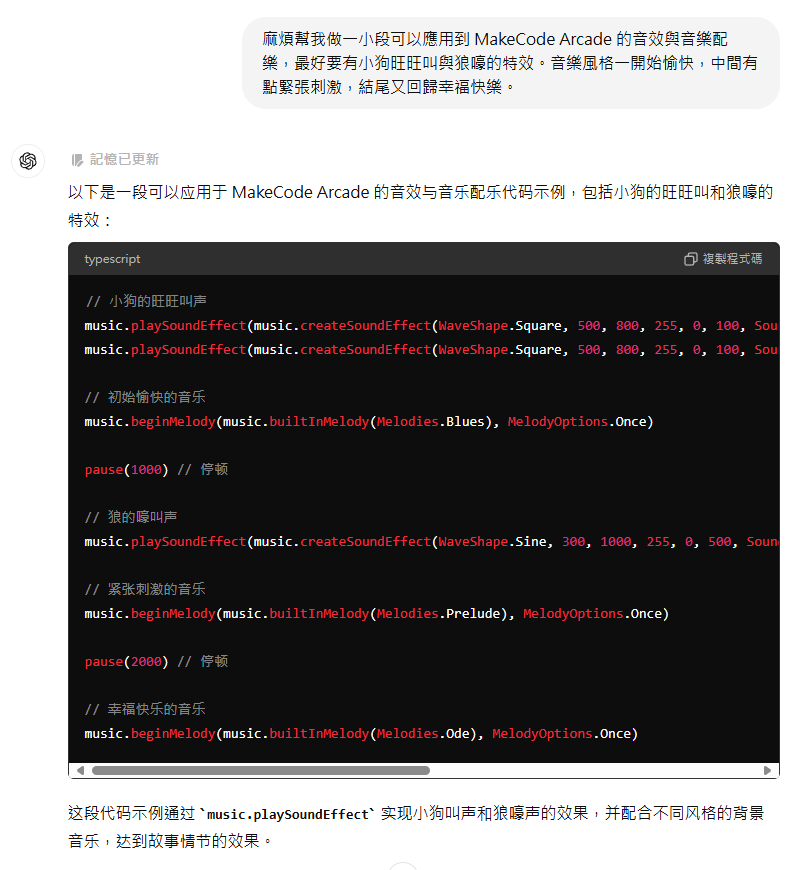 麻煩幫我做一小段可以應用到 MakeCode Arcade 的音效與音樂配
樂，最好要有小狗旺旺叫與狼嚎的特效。音樂風格一開始愉快，中間有
點緊張刺激，結尾又回歸幸福快樂。
記憶已更新
以下是一段可以应用于 MakeCode Arcade 的音效与音乐配乐代码示例，包括小狗的旺旺叫和狼嚎的
特效：
typescript
複製程式碼
// 小狗的旺旺叫声
music.playSoundEffect(music.createSoundEffect(WaveShape.Square, 500, 800, 255, 0, 100, Sou
music.playSoundEffect(music.createSoundEffect(WaveShape.Square, 500, 800, 255, 0, 100, Sou
// 初始愉快的音乐
music.beginMelody(music.builtInMelody(Melodies.Blues), MelodyOptions.Once)
pause(1000) // 停顿
// 狼的嚎叫声
music.playSoundEffect(music.createSoundEffect(WaveShape.Sine, 300, 1000, 255, 0, 500, Soun
// 紧张刺激的音乐
music.beginMelody(music.builtInMelody(Melodies.Prelude), MelodyOptions.Once)
pause(2000) // 停顿
// 幸福快乐的音乐
music.beginMelody(music.builtInMelody(Melodies.Ode), MelodyOptions.Once)
这段代码示例通过 `music.playSoundEffect` 实现小狗叫声和狼嚎声的效果，并配合不同风格的背景
音乐，达到故事情节的效果。